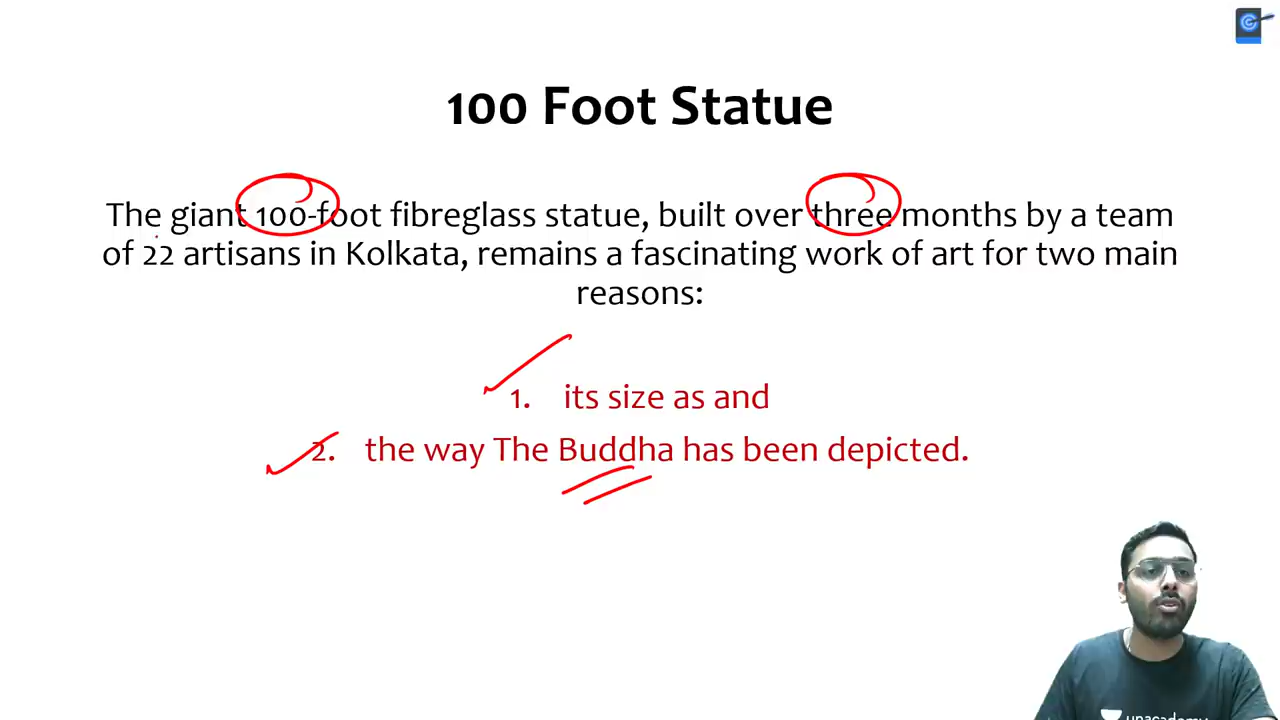 100 Foot Statue
The giant 100-foot fibreglass statue, built over three months by a team
of 22 artisans in Kolkata, remains a fascinating work of art for two main
reasons:
1. its size as and
2. the way The Buddha has been depicted.
unacademy